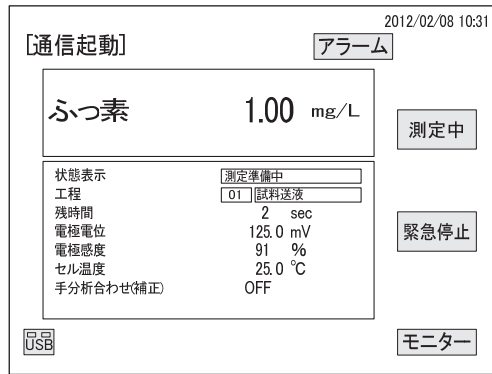 2012/02/08 10:31
[通信起動]
アラーム
ふっ素 1.00 mg/L
測定中
状態表示 測定準備中
工程 01 試料送液
残時間 2 sec
電極電位 125.0 mV
電極感度 91 %
セル温度 25.0 ℃
手分析合わせ(補正) OFF
緊急停止
USB
モニター